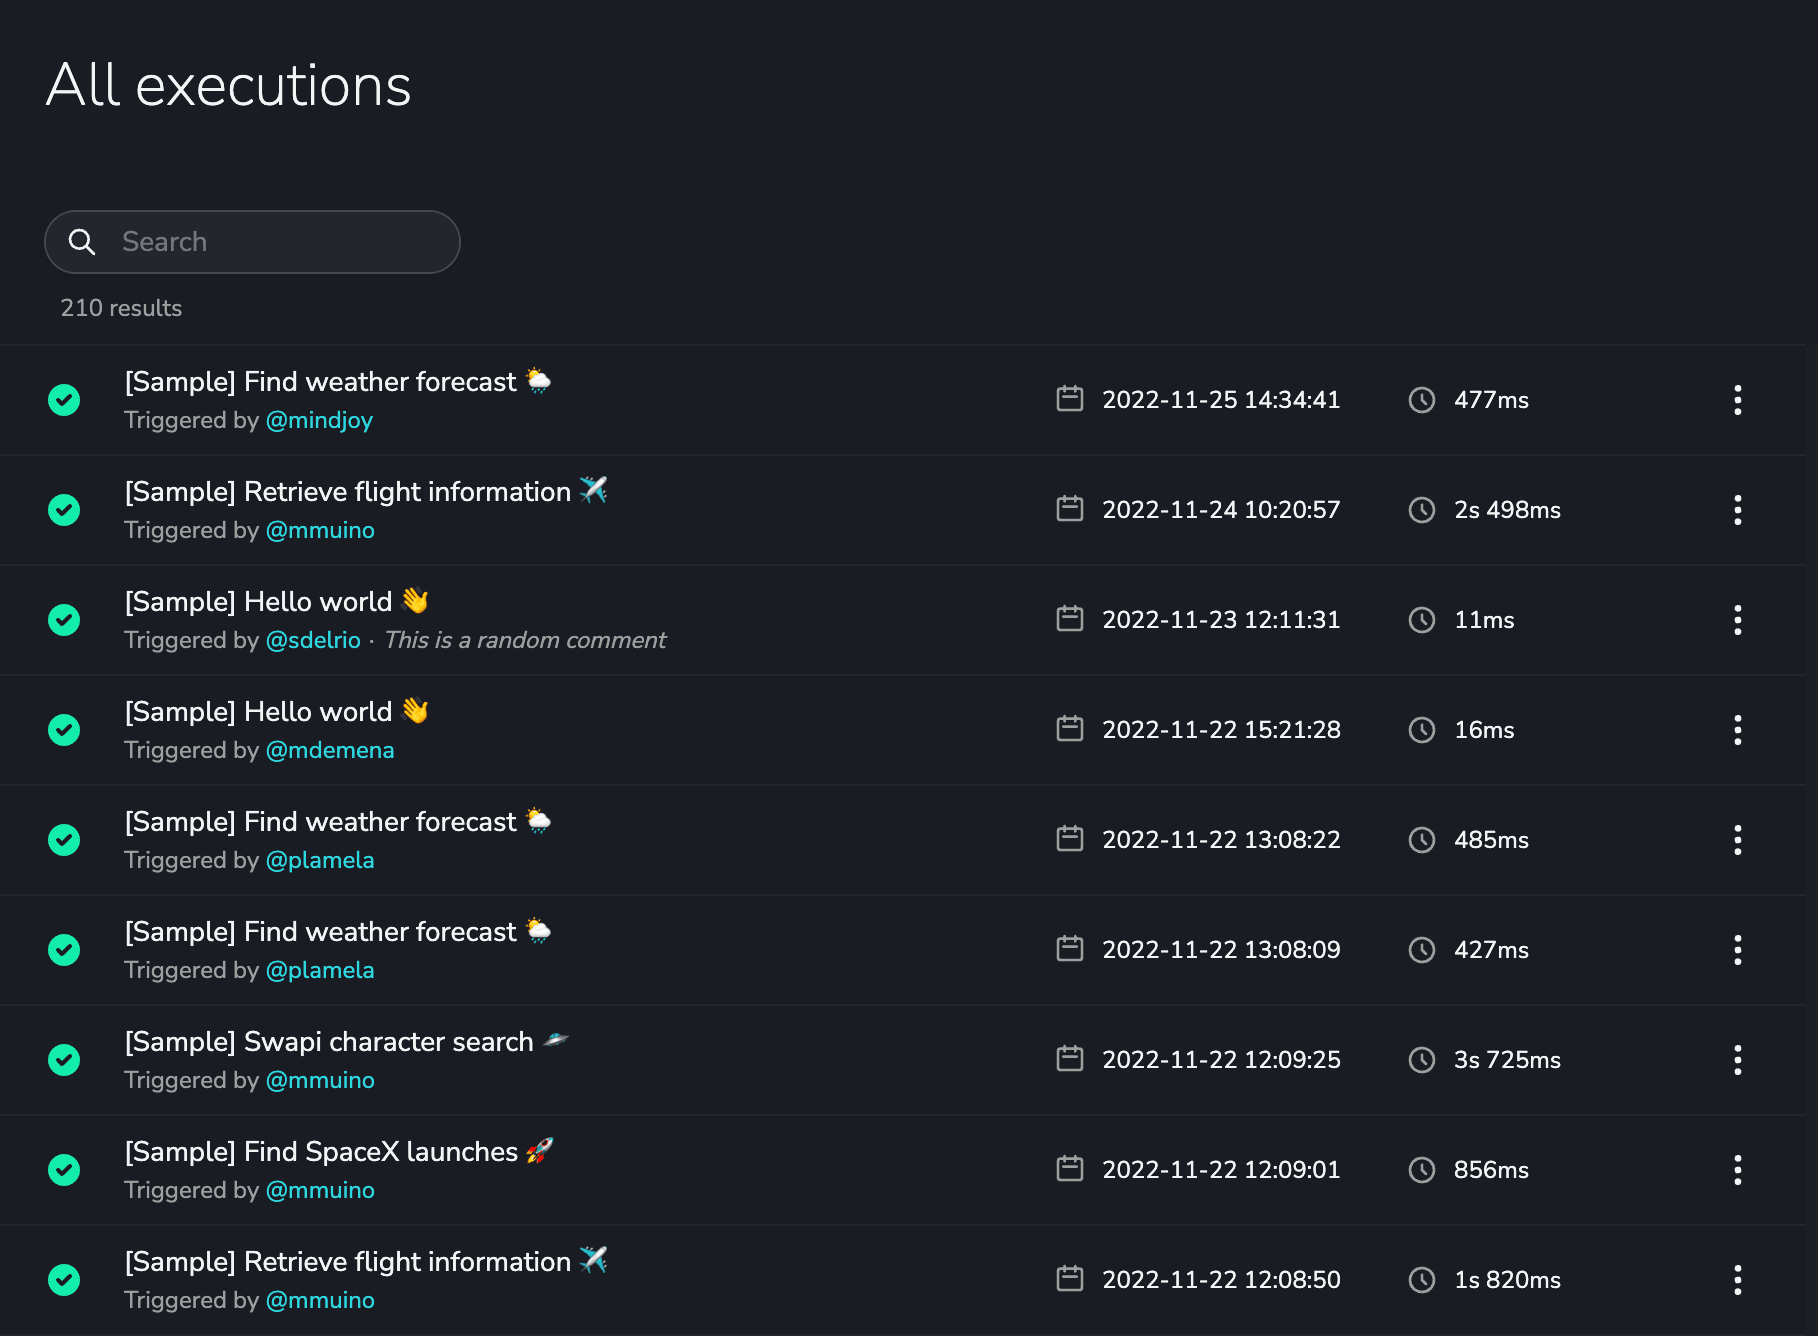 All executions
Search
210 results
[Sample] Find weather forecast 🌦️
Triggered by @mindjoy
2022-11-25 14:34:41
477ms
[Sample] Retrieve flight information ✈️
Triggered by @mmuino
2022-11-24 10:20:57
2s 498ms
[Sample] Hello world 👋
Triggered by @sdelrio · This is a random comment
2022-11-23 12:11:31
11ms
[Sample] Hello world 👋
Triggered by @mdemena
2022-11-22 15:21:28
16ms
[Sample] Find weather forecast 🌦️
Triggered by @plamela
2022-11-22 13:08:22
485ms
[Sample] Find weather forecast 🌦️
Triggered by @plamela
2022-11-22 13:08:09
427ms
[Sample] Swapi character search 🛸
Triggered by @mmuino
2022-11-22 12:09:25
3s 725ms
[Sample] Find SpaceX launches 🚀
Triggered by @mmuino
2022-11-22 12:09:01
856ms
[Sample] Retrieve flight information ✈️
Triggered by @mmuino
2022-11-22 12:08:50
1s 820ms